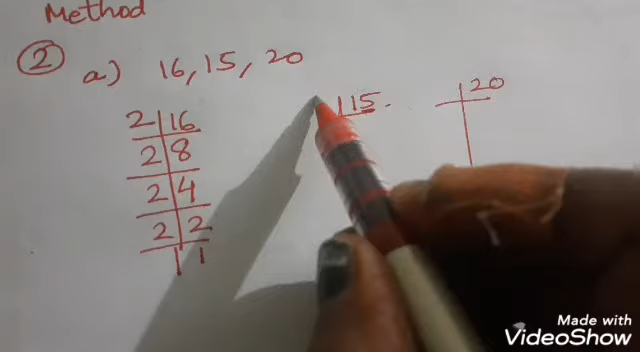 Method
2 a) 16, 15, 20
2 16 15 20
2 8
2 4
2 2
1
Made with
VideoShow